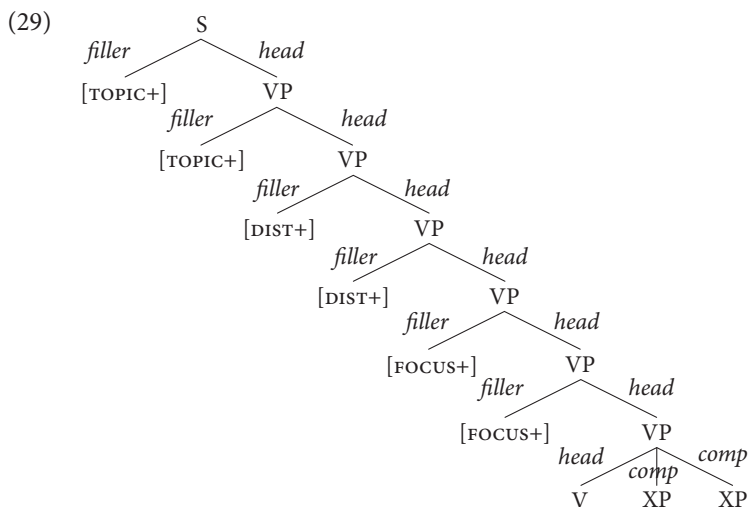 (29)
S
filler head
[TOPIC+] VP
filler head
[TOPIC+] VP
filler head
[DIST+] VP
filler head
[DIST+] VP
filler head
[FOCUS+] VP
filler head
[FOCUS+] VP
head comp comp
V XP XP